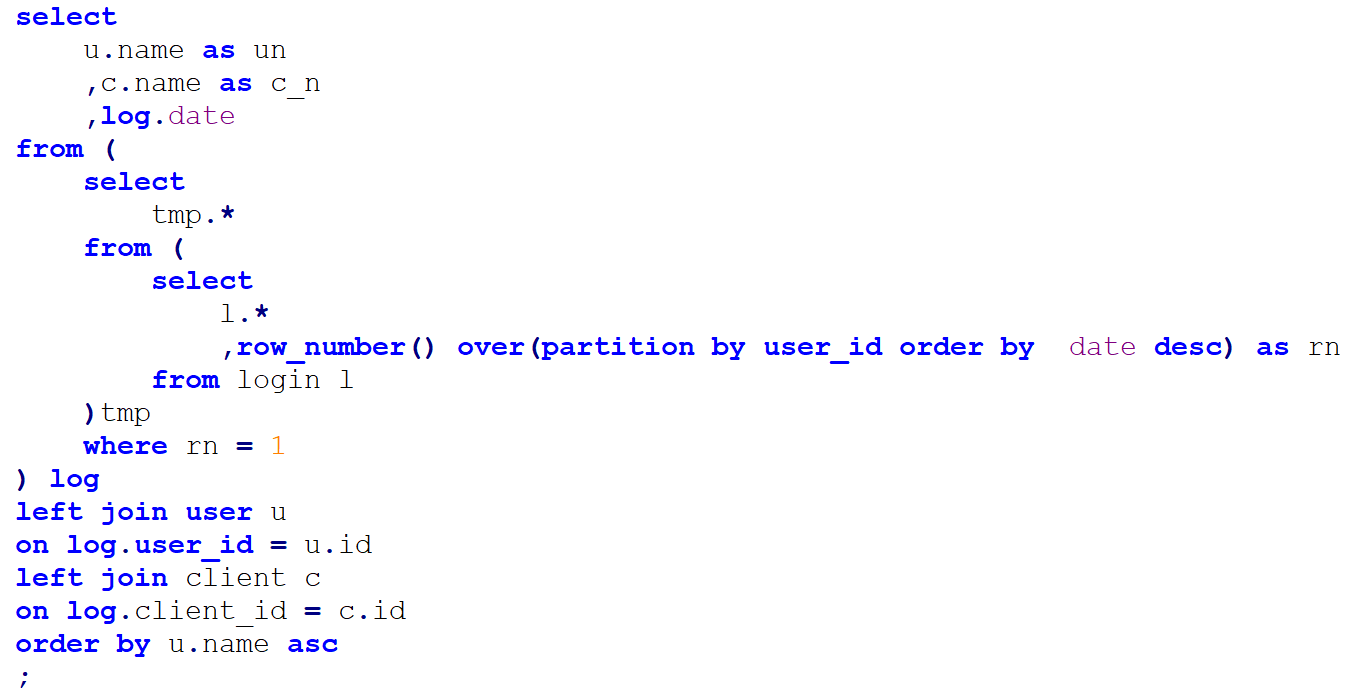 select
    u.name as un
    ,c.name as c_n
    ,log.date
from (
    select
        tmp.*
    from (
        select
            l.*
            ,row_number() over(partition by user_id order by  date desc) as rn
        from login l
    )tmp
    where rn = 1
) log
left join user u
on log.user_id = u.id
left join client c
on log.client_id = c.id
order by u.name asc
;